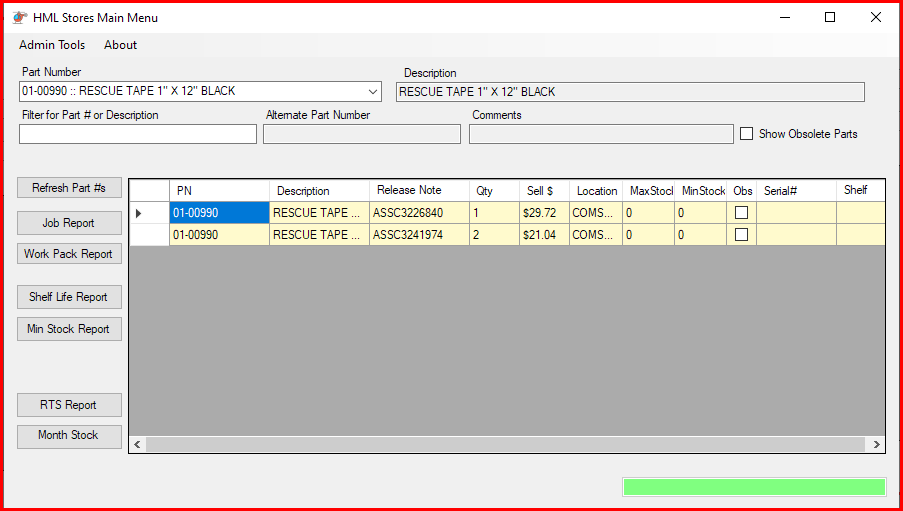 HML Stores Main Menu
Admin Tools About
Part Number Description
01-00990 :: RESCUE TAPE 1" X 12" BLACK RESCUE TAPE 1" X 12" BLACK
Filter for Part # or Description Alternate Part Number Comments
Show Obsolete Parts
Refresh Part #s
Job Report
Work Pack Report
Shelf Life Report
Min Stock Report
RTS Report
Month Stock
PN Description Release Note Qty Sell $ Location MaxStock MinStock Obs Serial# Shelf
01-00990 RESCUE TAPE ... ASSC3226840 1 $29.72 COMS... 0 0
01-00990 RESCUE TAPE ... ASSC3241974 2 $21.04 COMS... 0 0